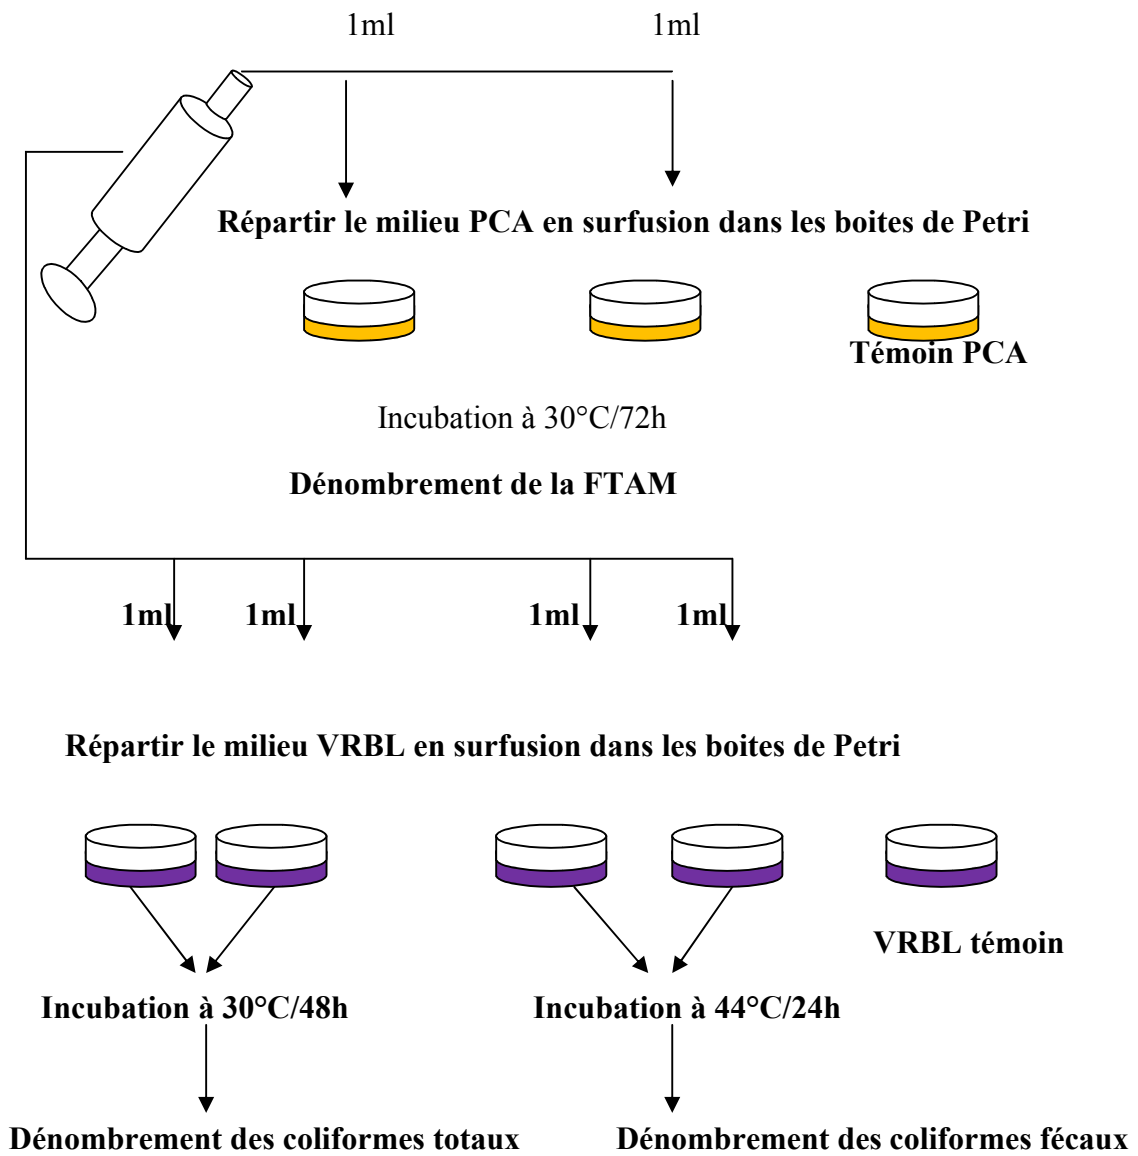 1ml 1ml
Répartir le milieu PCA en surfusion dans les boites de Petri
Témoin PCA
Incubation à 30°C/72h
Dénombrement de la FTAM
1ml 1ml 1ml 1ml
Répartir le milieu VRBL en surfusion dans les boites de Petri
VRBL témoin
Incubation à 30°C/48h Incubation à 44°C/24h
Dénombrement des coliformes totaux Dénombrement des coliformes fécaux